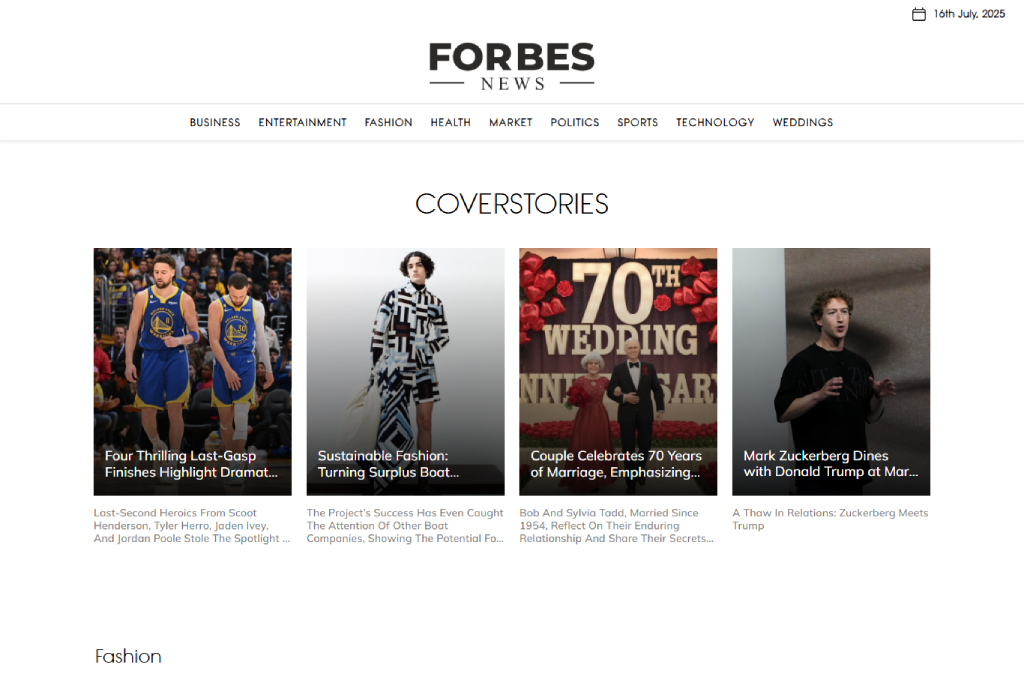 16th July, 2025
FORBES
NEWS
BUSINESS ENTERTAINMENT FASHION HEALTH MARKET POLITICS SPORTS TECHNOLOGY WEDDINGS
COVERSTORIES
GOLDEN STATE
11
30
Four Thrilling Last-Gasp
Finishes Highlight Dramat...
Last-Second Heroics From Scoot
Henderson, Tyler Herro, Jaden Ivey,
And Jordan Poole Stole The Spotlight ...
Sustainable Fashion:
Turning Surplus Boat...
The Project's Success Has Even Caught
The Attention Of Other Boat
Companies, Showing The Potential Fo...
70TH
WEDDING
Couple Celebrates 70 Years
of Marriage, Emphasizing...
Bob And Sylvia Tadd, Married Since
1954, Reflect On Their Enduring
Relationship And Share Their Secrets...
Mark Zuckerberg Dines
with Donald Trump at Mar...
A Thaw In Relations: Zuckerberg Meets
Trump
Fashion